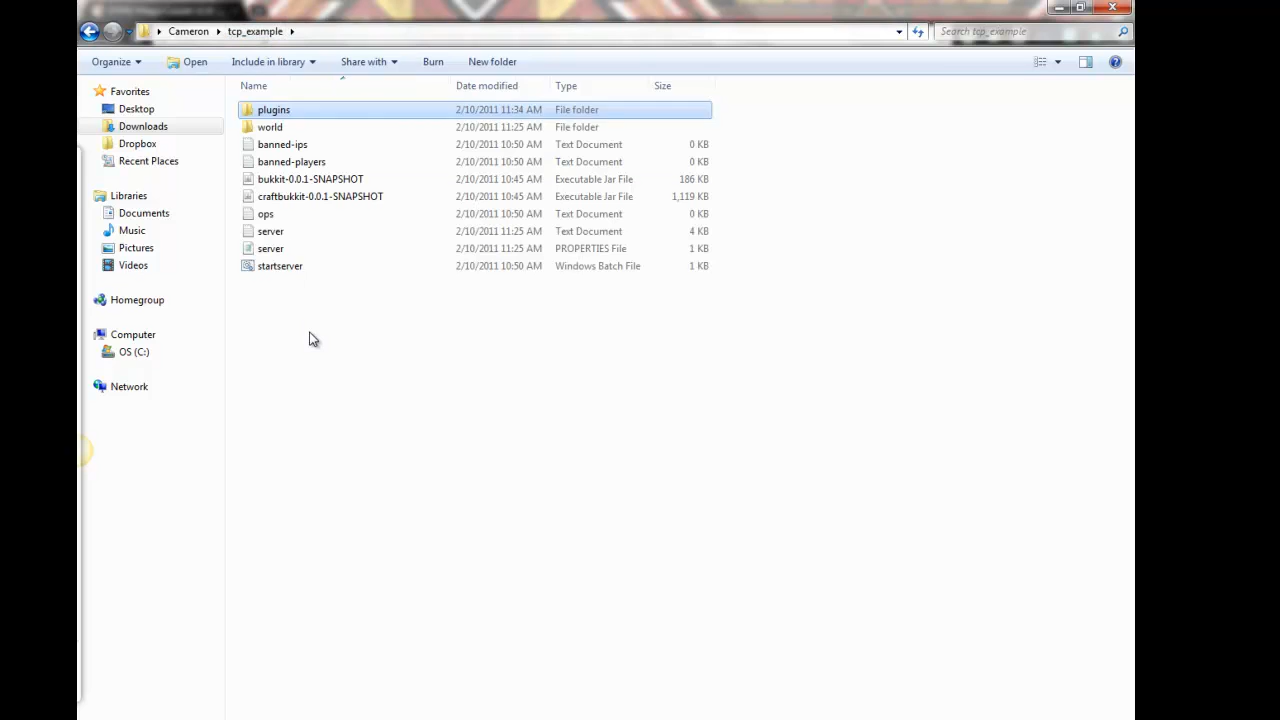 Cameron tcp_example Search tcp_example
Organize Open Include in library Share with Burn New folder
Name Date modified Type Size
Favorites
Desktop
Downloads
Dropbox
Recent Places
Libraries
Documents
Music
Pictures
Videos
Homegroup
Computer
OS (C:)
Network
plugins 2/10/2011 11:34 AM File folder
world 2/10/2011 11:25 AM File folder
banned-ips 2/10/2011 10:50 AM Text Document 0 KB
banned-players 2/10/2011 10:50 AM Text Document 0 KB
bukkit-0.0.1-SNAPSHOT 2/10/2011 10:45 AM Executable Jar File 186 KB
craftbukkit-0.0.1-SNAPSHOT 2/10/2011 10:45 AM Executable Jar File 1,119 KB
ops 2/10/2011 10:50 AM Text Document 0 KB
server 2/10/2011 11:25 AM Text Document 4 KB
server 2/10/2011 11:25 AM PROPERTIES File 1 KB
startserver 2/10/2011 10:50 AM Windows Batch File 1 KB